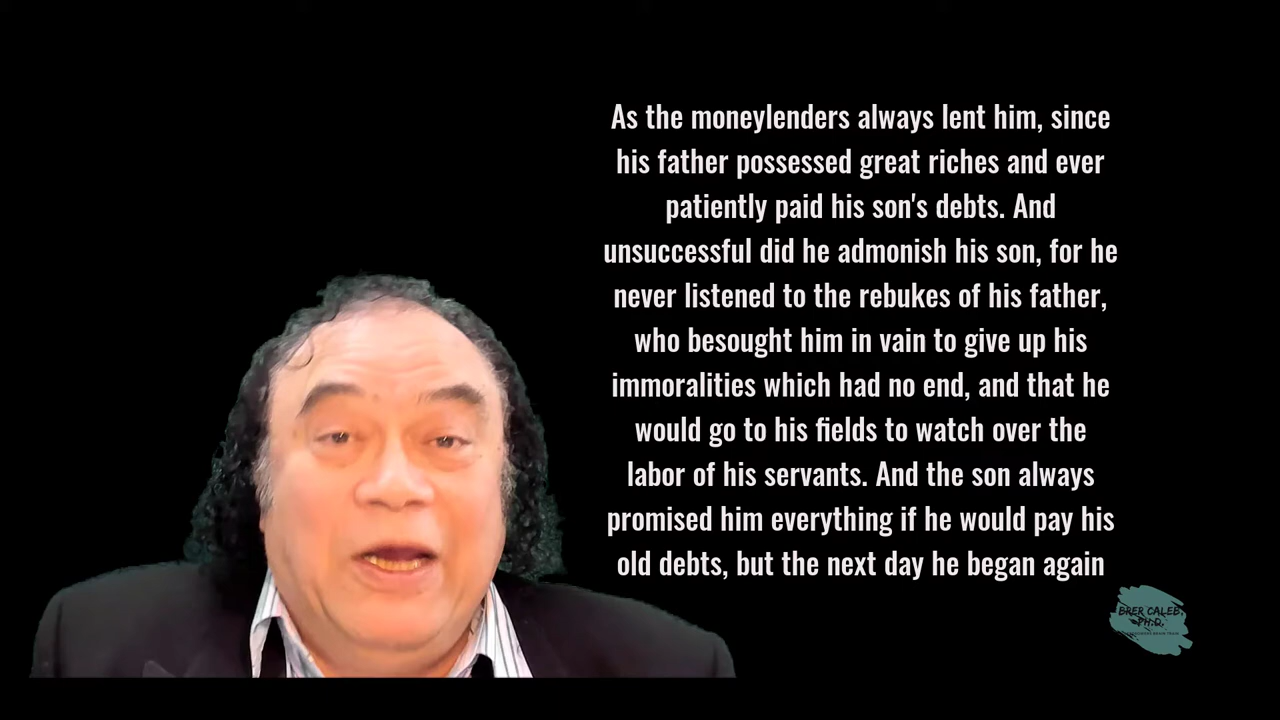 As the moneylenders always lent him, since
his father possessed great riches and ever
patiently paid his son's debts. And
unsuccessful did he admonish his son, for he
never listened to the rebukes of his father,
who besought him in vain to give up his
immoralities which had no end, and that he
would go to his fields to watch over the
labor of his servants. And the son always
promised him everything if he would pay his
old debts, but the next day he began again
BRER CALEB,
PH.D.